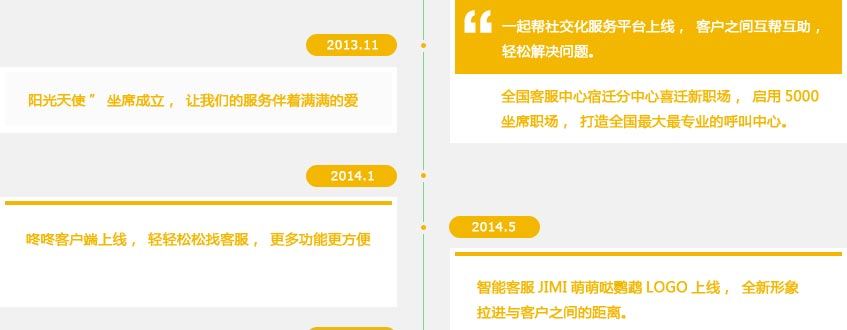 一起帮社交化服务平台上线， 客户之间互帮互助，
轻松解决问题。
2013.11
阳光天使 ” 坐席成立， 让我们的服务伴着满满的爱
全国客服中心宿迁分中心喜迁新职场， 启用 5000
坐席职场， 打造全国最大最专业的呼叫中心。
2014.1
咚咚客户端上线， 轻轻松松找客服， 更多功能更方便
2014.5
智能客服 JIMI 萌萌哒鹦鹉 LOGO 上线， 全新形象
拉进与客户之间的距离。